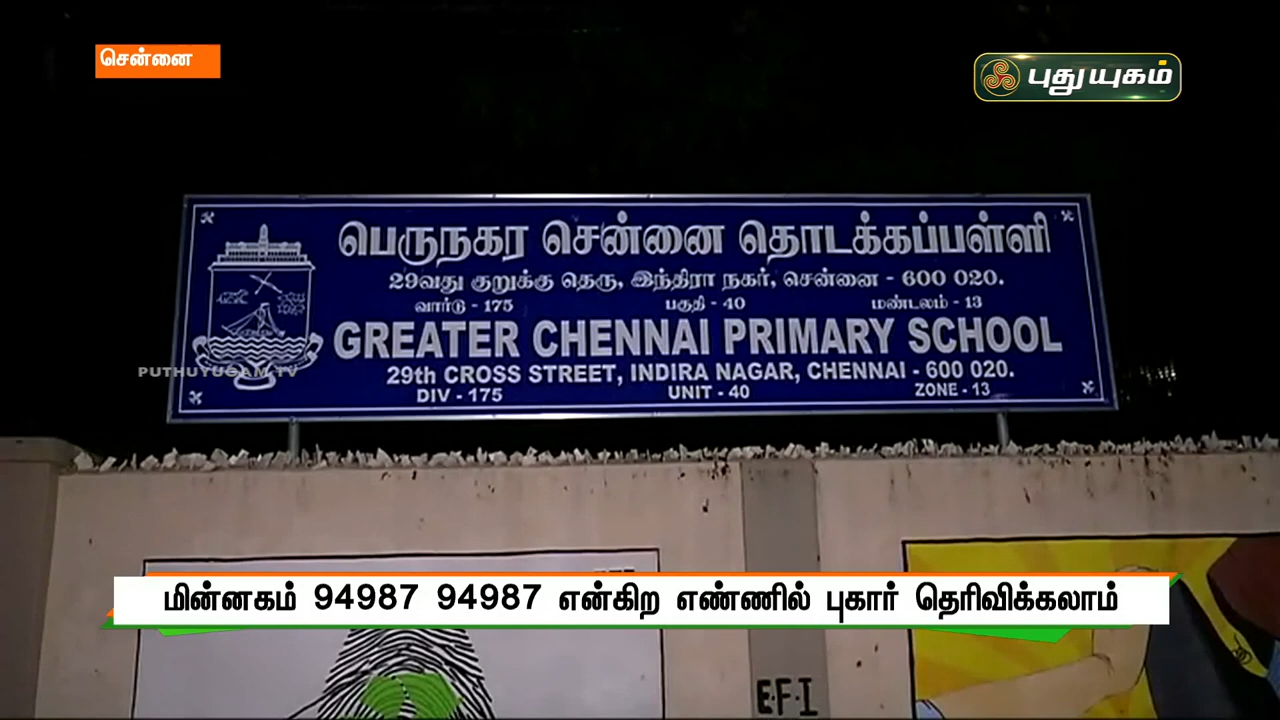 சென்னை
புதுயுகம்
பெருநகர சென்னை தொடக்கப்பள்ளி
29வது குறுக்கு தெரு, இந்திரா நகர், சென்னை - 600 020.
வார்டு - 175 பகுதி - 40 மண்டலம் - 13
GREATER CHENNAI PRIMARY SCHOOL
29th CROSS STREET, INDIRA NAGAR, CHENNAI - 600 020.
DIV - 175 UNIT - 40 ZONE - 13
PUTHUYUGAM TV
மின்னகம் 94987 94987 என்கிற எண்ணில் புகார் தெரிவிக்கலாம்
E.F.I